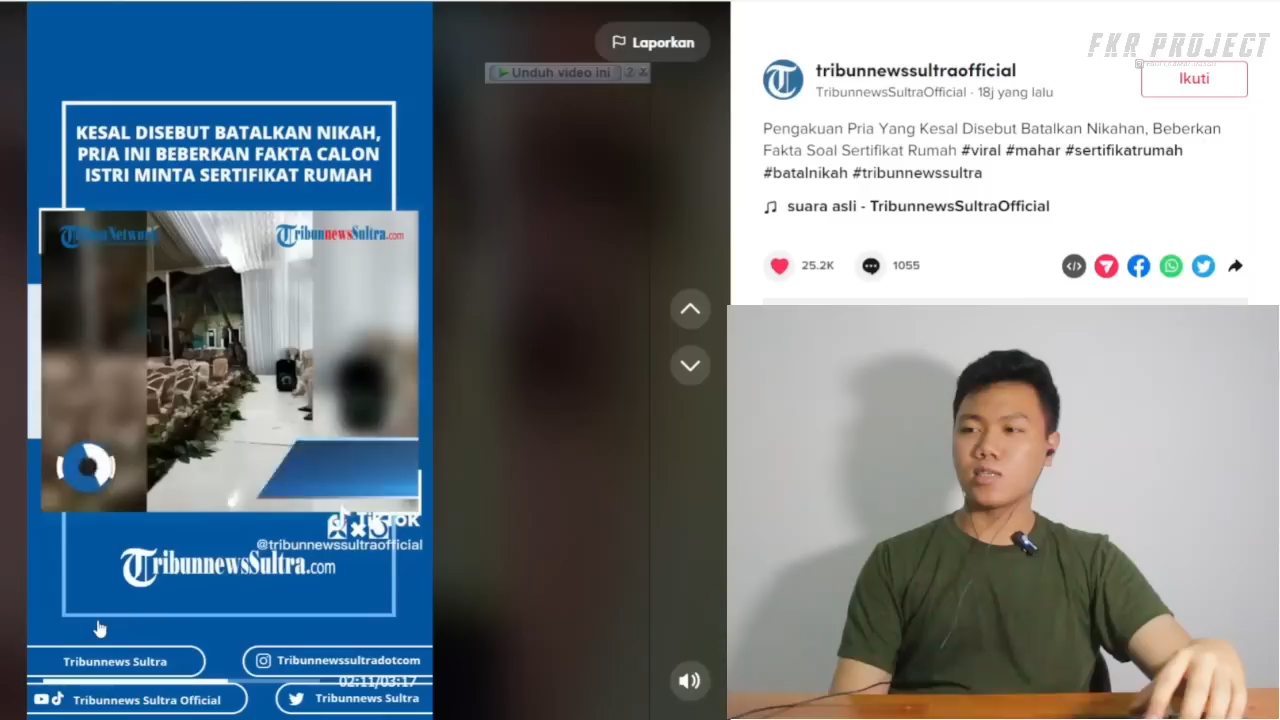 Laporkan
Unduh video ini
KESAL DISEBUT BATALKAN NIKAH,
PRIA INI BEBERKAN FAKTA CALON
ISTRI MINTA SERTIFIKAT RUMAH
TribunNetwork
TribunnewsSultra.com
TikTok
@tribunnewssultraofficial
TribunnewsSultra.com
Tribunnews Sultra
Tribunnewssultradotcom
02:11/03:17
Tribunnews Sultra Official
Tribunnews Sultra
FKR PROJECT
tribunnewssultraofficial
TribunnewsSultraOfficial · 18j yang lalu
Ikuti
Pengakuan Pria Yang Kesal Disebut Batalkan Nikahan, Beberkan
Fakta Soal Sertifikat Rumah #viral #mahar #sertifikatrumah
#batalnikah #tribunnewssultra
suara asli - TribunnewsSultraOfficial
25.2K
1055